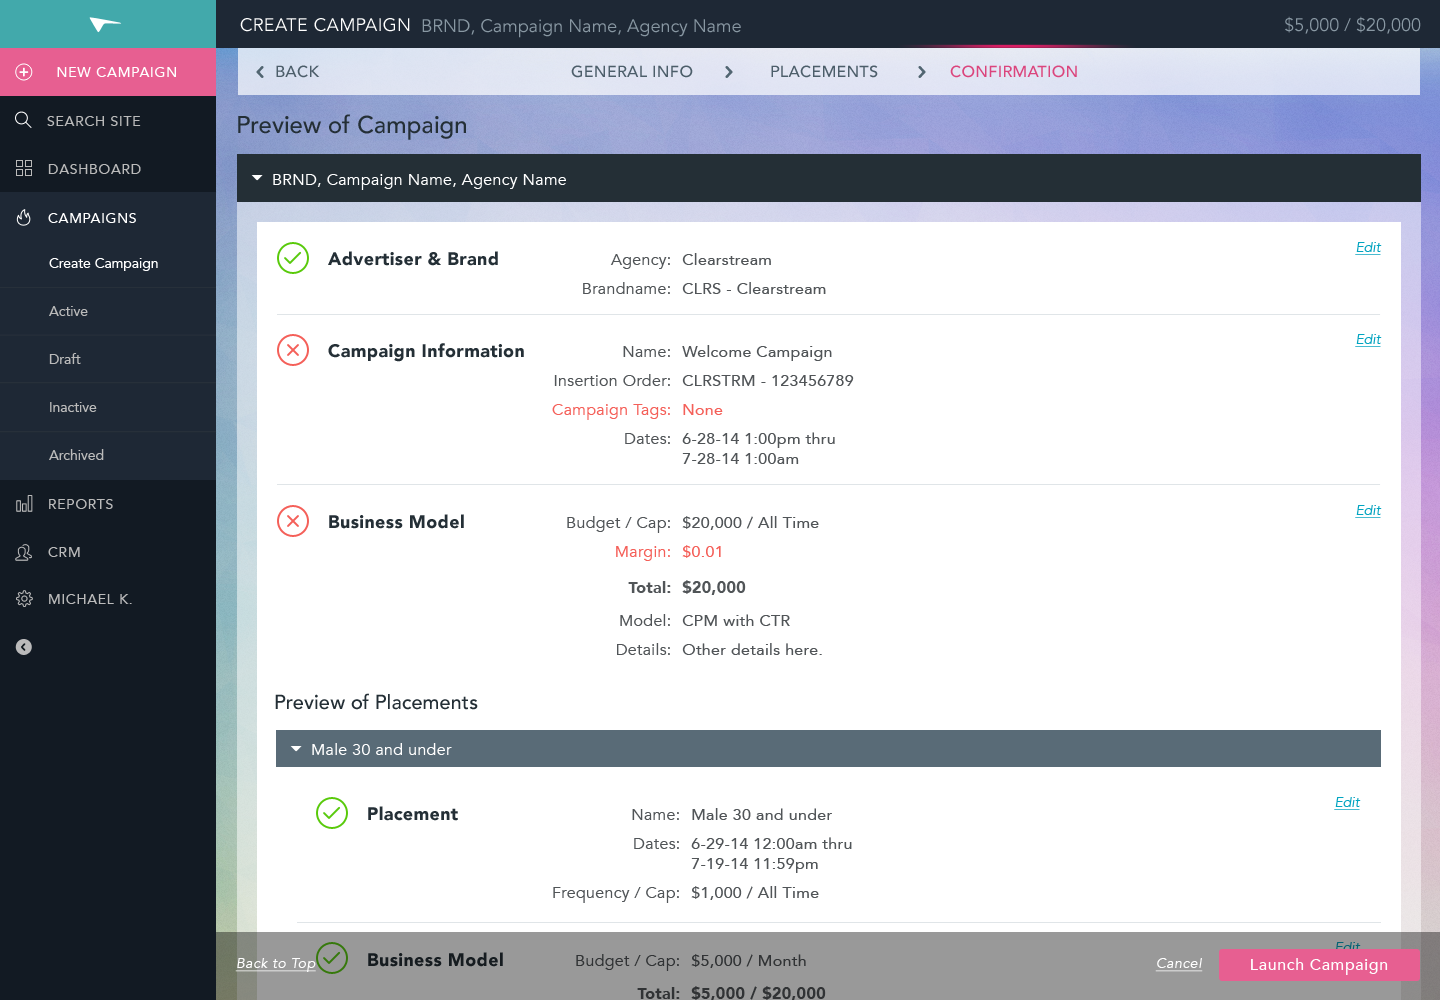 CREATE CAMPAIGN BRND, Campaign Name, Agency Name $5,000 / $20,000
NEW CAMPAIGN
SEARCH SITE
DASHBOARD
CAMPAIGNS
Create Campaign
Active
Draft
Inactive
Archived
REPORTS
CRM
MICHAEL K.
BACK GENERAL INFO PLACEMENTS CONFIRMATION
Preview of Campaign
BRND, Campaign Name, Agency Name
Advertiser & Brand Agency: Clearstream Edit
Brandname: CLRS - Clearstream
Campaign Information Name: Welcome Campaign Edit
Insertion Order: CLRSTRM - 123456789
Campaign Tags: None
Dates: 6-28-14 1:00pm thru
7-28-14 1:00am
Business Model Budget / Cap: $20,000 / All Time Edit
Margin: $0.01
Total: $20,000
Model: CPM with CTR
Details: Other details here.
Preview of Placements
Male 30 and under
Placement Name: Male 30 and under Edit
Dates: 6-29-14 12:00am thru
7-19-14 11:59pm
Frequency / Cap: $1,000 / All Time
Business Model Budget / Cap: $5,000 / Month Edit
Total: $5,000 / $20,000
Back to Top Cancel Launch Campaign